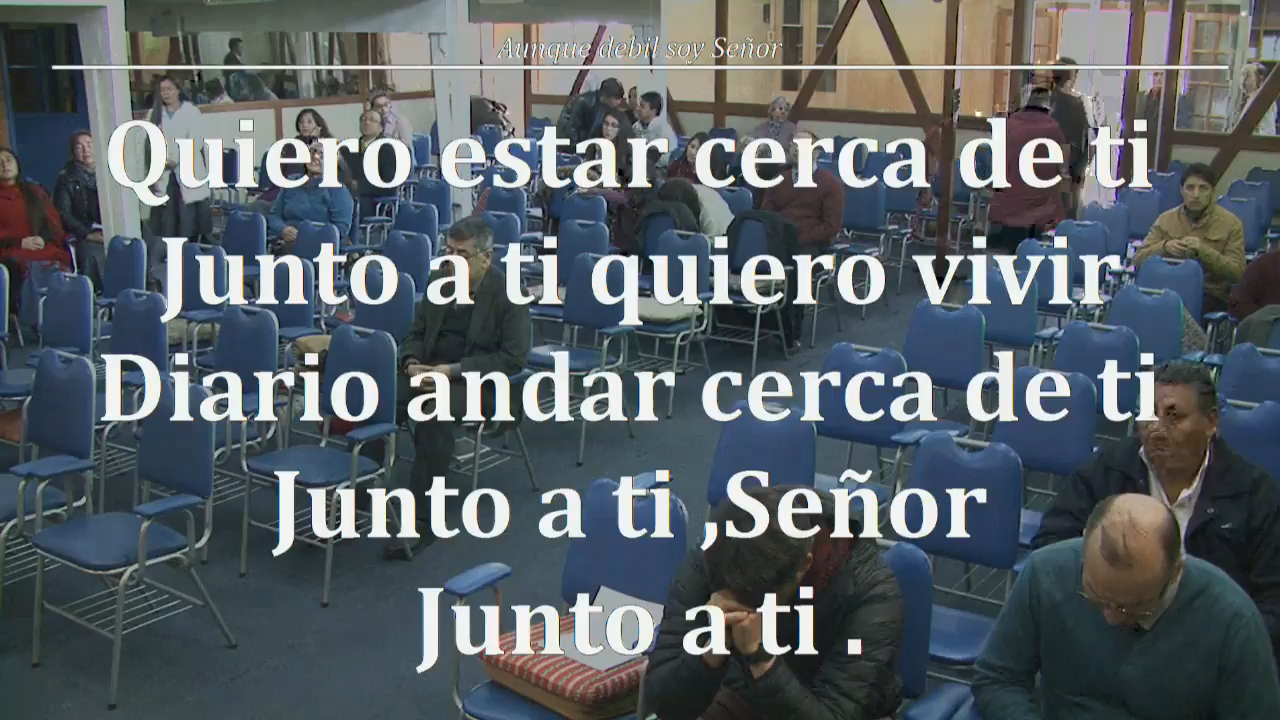 Aunque debil soy Señor
Quiero estar cerca de ti
Junto a ti quiero vivir
Diario andar cerca de ti
Junto a ti ,Señor
Junto a ti .